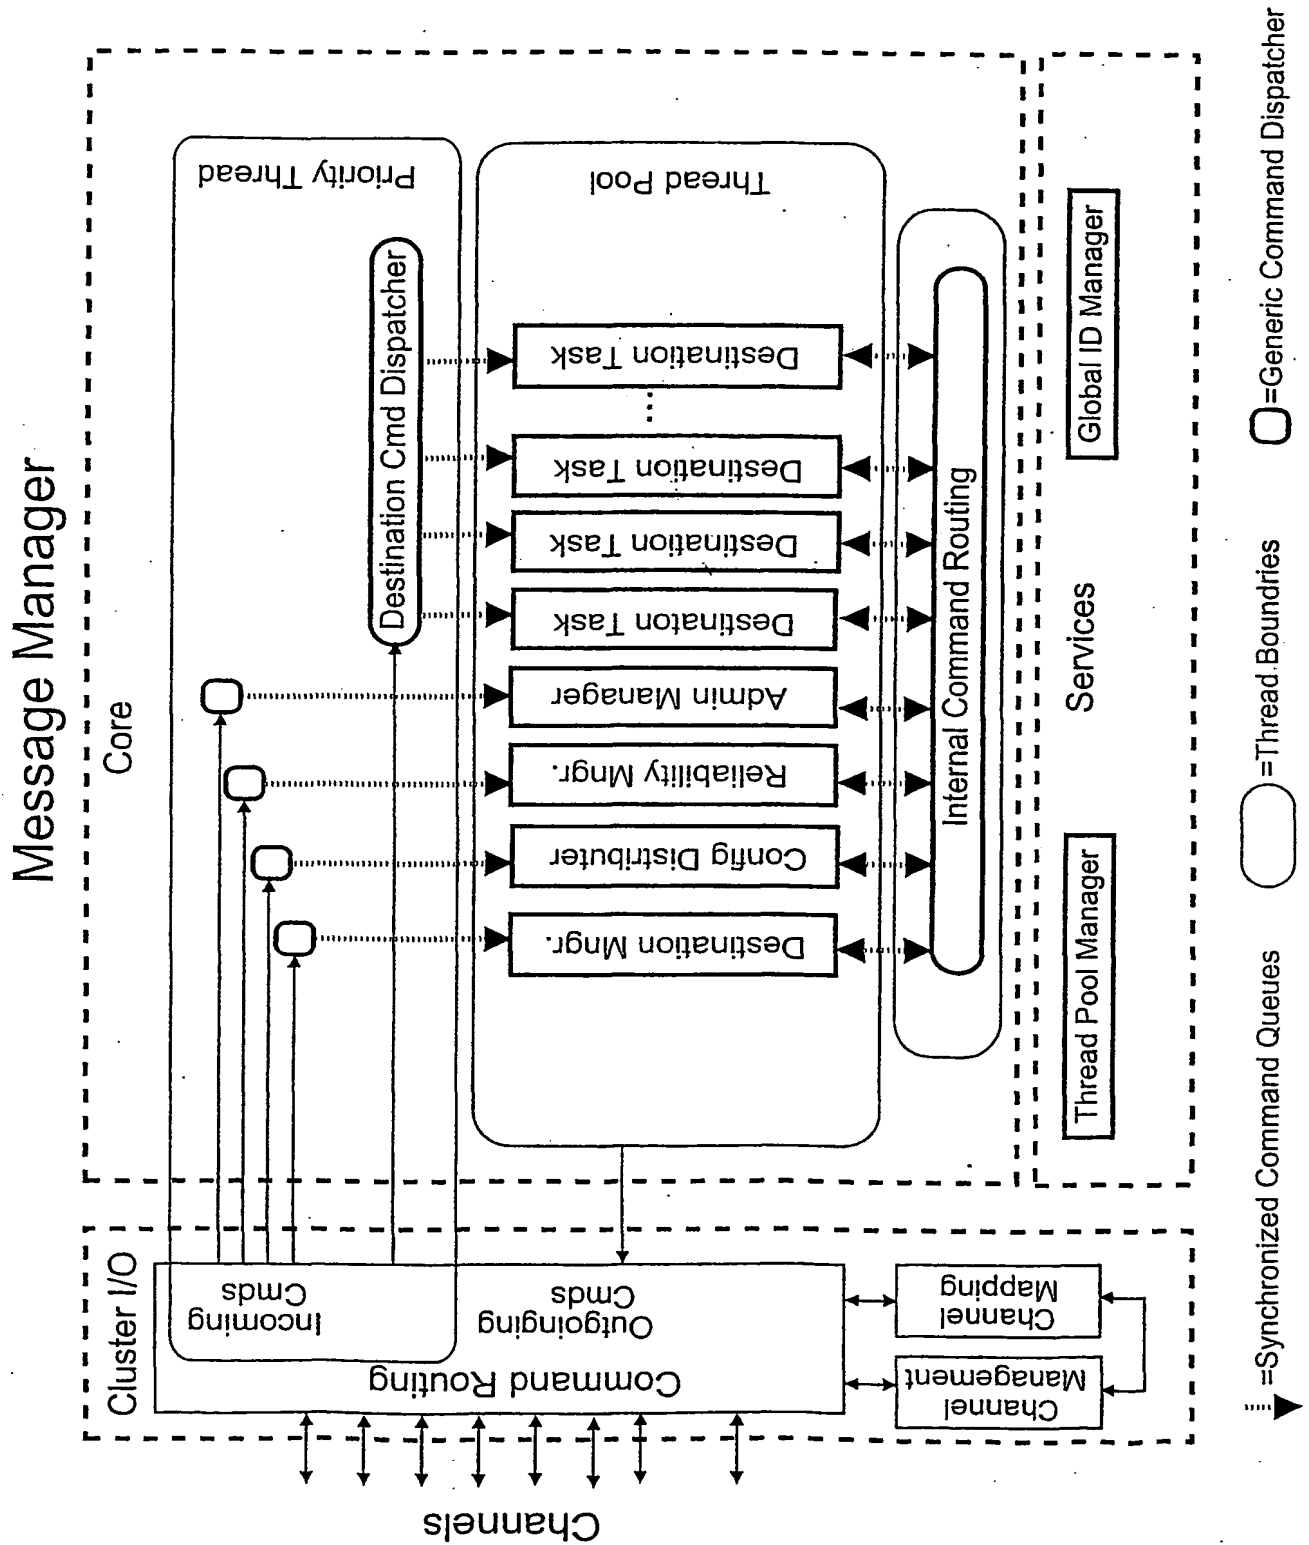 Message Manager
Core
Priority Thread
Destination Cmd Dispatcher
Thread Pool
Destination Mngr.
Config Distributer
Reliability Mngr.
Admin Manager
Destinaton Task
Destination Task
Destination Task
...
Destination Task
Internal Command Routing
Cluster I/O
Incoming
Cmds
Outgoinging
Cmds
Command Routing
Channels
Channel
Management
Channel
Mapping
Services
Thread Pool Manager
Global ID Manager
=Synchronized Command Queues
=Thread Boundries
=Generic Command Dispatcher